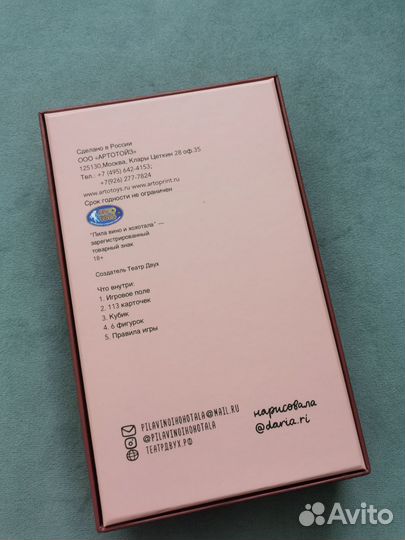 Сделано в России
ООО «АРТОТОЙЗ»
125130,Москва, Клары Цеткин 28 оф.35
Тел.: +7 (495) 642-4153;
+7(926) 277-7824
www.artotoys.ru www.artoprint.ru
Срок годности не ограничен
"Пила вино и хохотала" —
зарегистрированный
товарный знак
18+
Создатель Театр Двух
Что внутри:
1. Игровое поле
2. 113 карточек
3. Кубик
4. 6 фигурок
5. Правила игры
PILAVINOIHOHOTALA@MAIL.RU
@PILAVINOIHOHOTALA
ТЕАТРДВУХ.РФ
нарисовала
@daria.ri
Avito